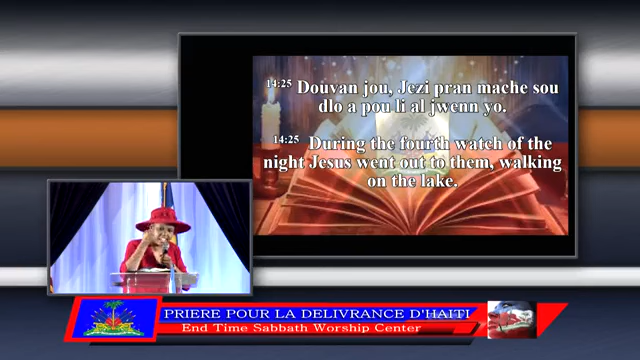 14:25 Douvan jou, Jezi pran mache sou
dlo a pou li al jwenn yo.
14:25 During the fourth watch of the
night Jesus went out to them, walking
on the lake.
PRIERE POUR LA DELIVRANCE D'HAITI
End Time Sabbath Worship Center